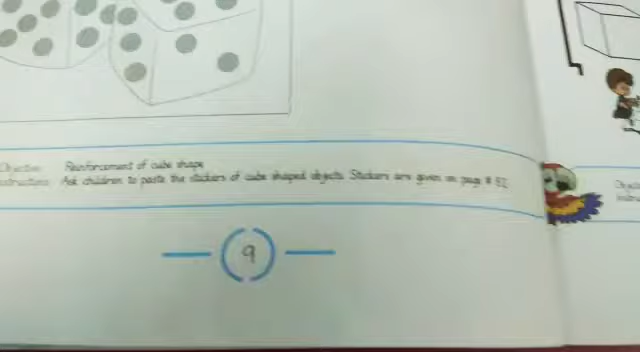 Objective: Reinforcement of cube shape
Instructions: Ask children to paste the stickers of cube shaped objects. Stickers are given on page #
9